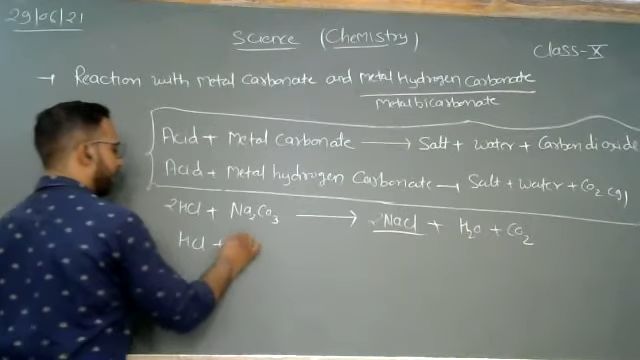 29/06/21
Science (Chemistry)
Class-X
→ Reaction with metal Carbonate and metal hydrogen Carbonate
metal bicarbonate
Acid + metal carbonate → Salt + water + Carbon dioxide
Acid + metal hydrogen Carbonate → Salt + water + CO2 (g)
2HCl + Na2CO3 → 2NaCl + H2O + CO2
HCl +